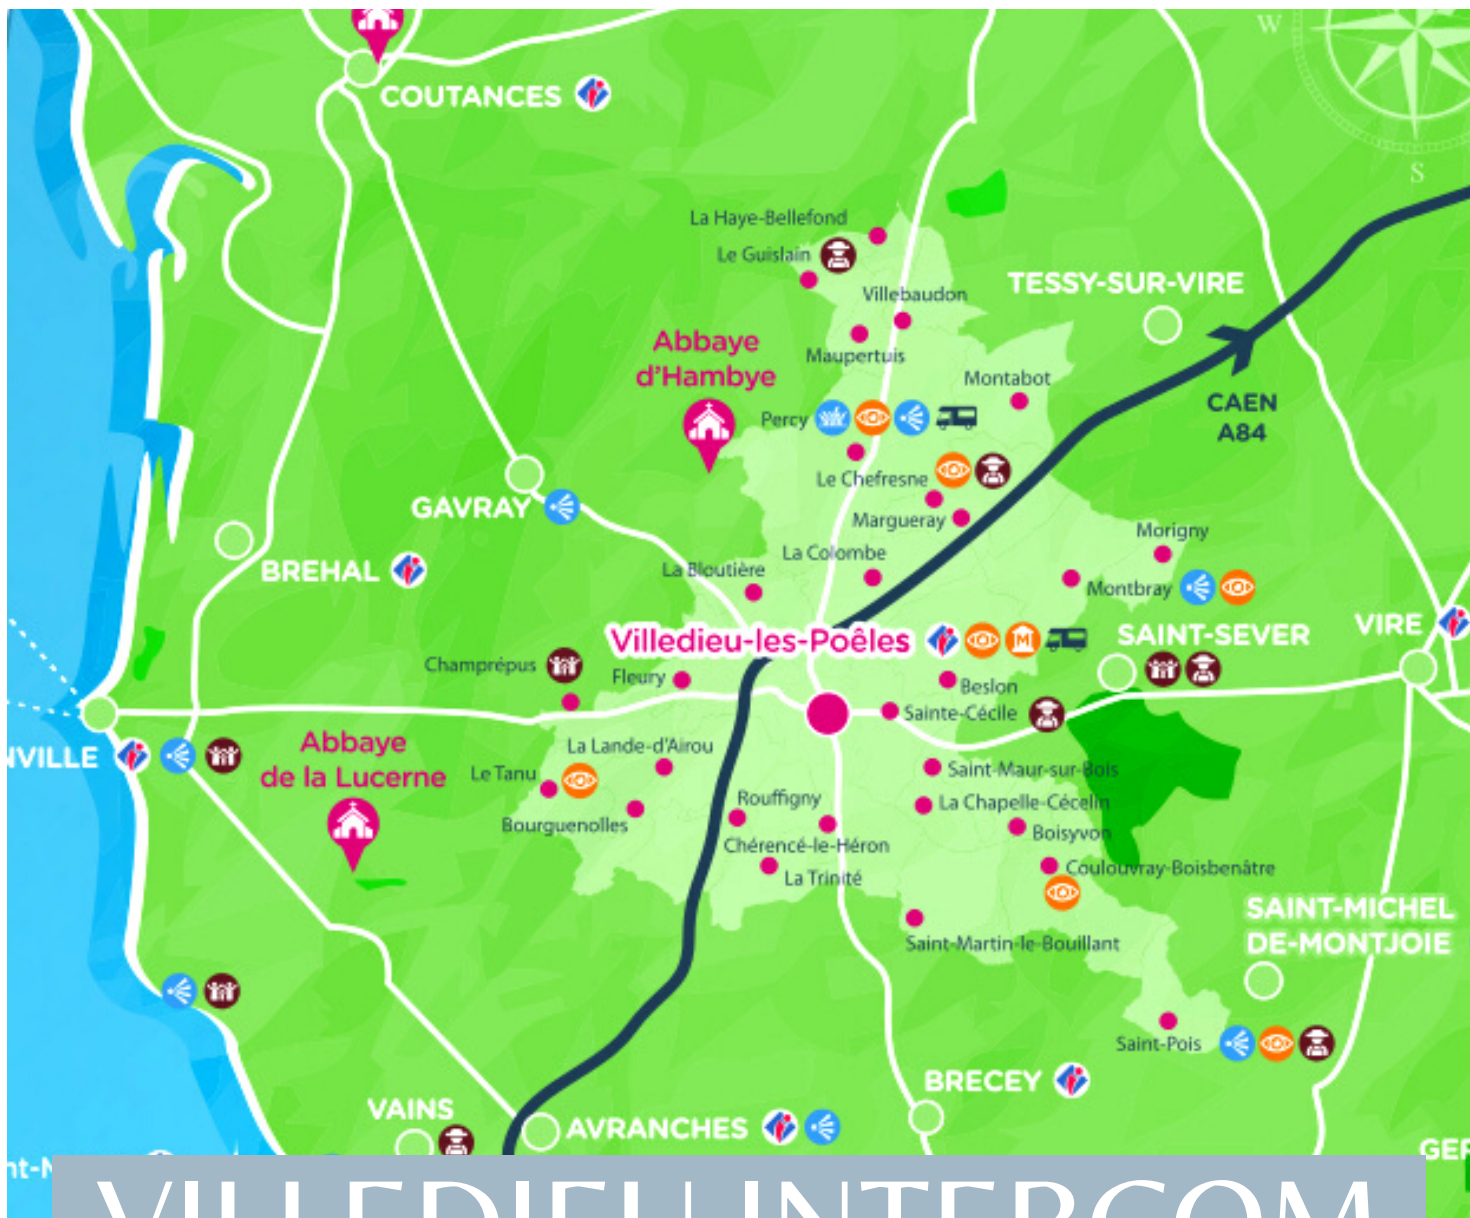 W
S
COUTANCES
La Haye-Bellefond
Le Guislain
Villebaudon
TESSY-SUR-VIRE
Abbaye
d'Hambye
Maupertuis
Montabot
CAEN
A84
Percy
Le Chefresne
GAVRAY
Margueray
Morigny
La Colombe
BREHAL
La Bloutière
Montbray
VIRE
Villedieu-les-Poêles
M
SAINT-SEVER
Champrépus
Fleury
Beslon
Sainte-Cécile
NVILLE
Abbaye
de la Lucerne
La Lande-d'Airou
Le Tanu
Saint-Maur-sur-Bois
Rouffigny
La Chapelle-Cécelin
Bourguenolles
Boisyvon
Chérencé-le-Héron
Coulouvray-Boisbenâtre
La Trinité
SAINT-MICHEL
DE-MONTJOIE
Saint-Martin-le-Bouillant
Saint-Pois
BRECEY
VAINS
AVRANCHES
GER
VILLEDIEU INTERCOM